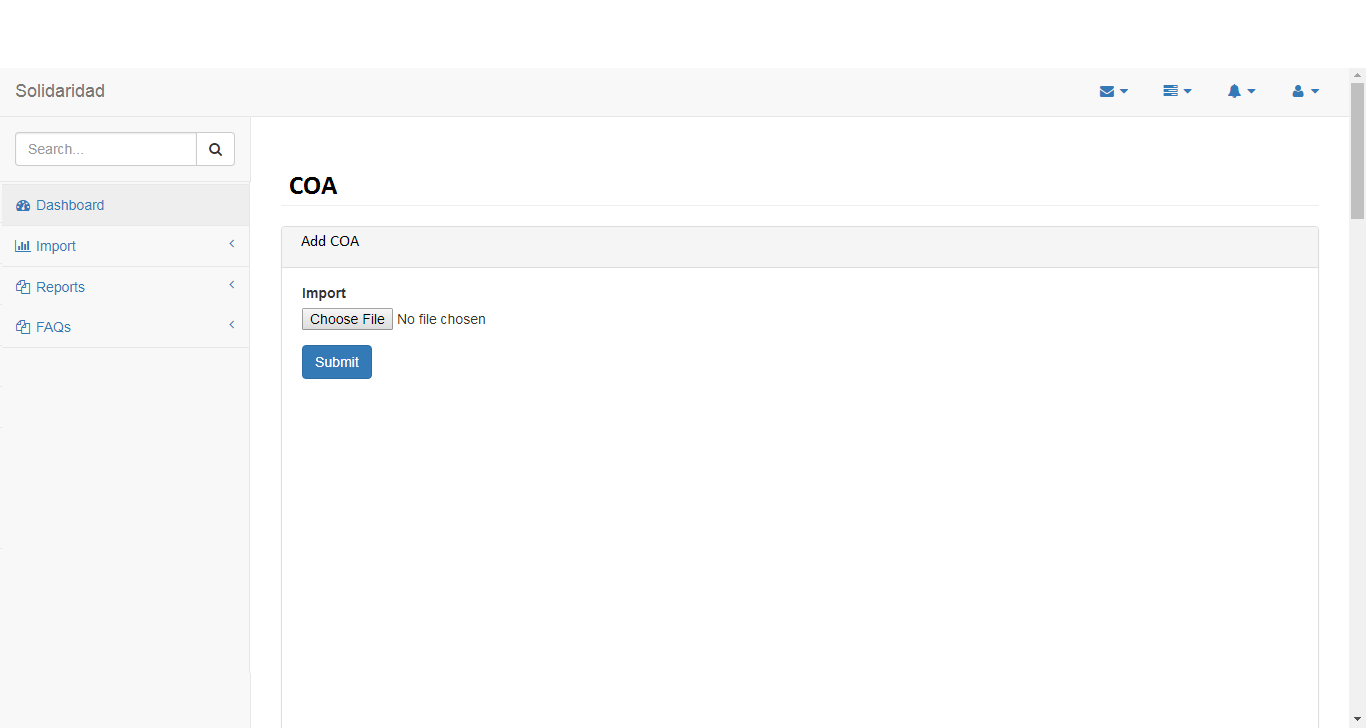 Solidaridad
Search...
Dashboard
Import
Reports
FAQs
COA
Add COA
Import
Choose File No file chosen
Submit